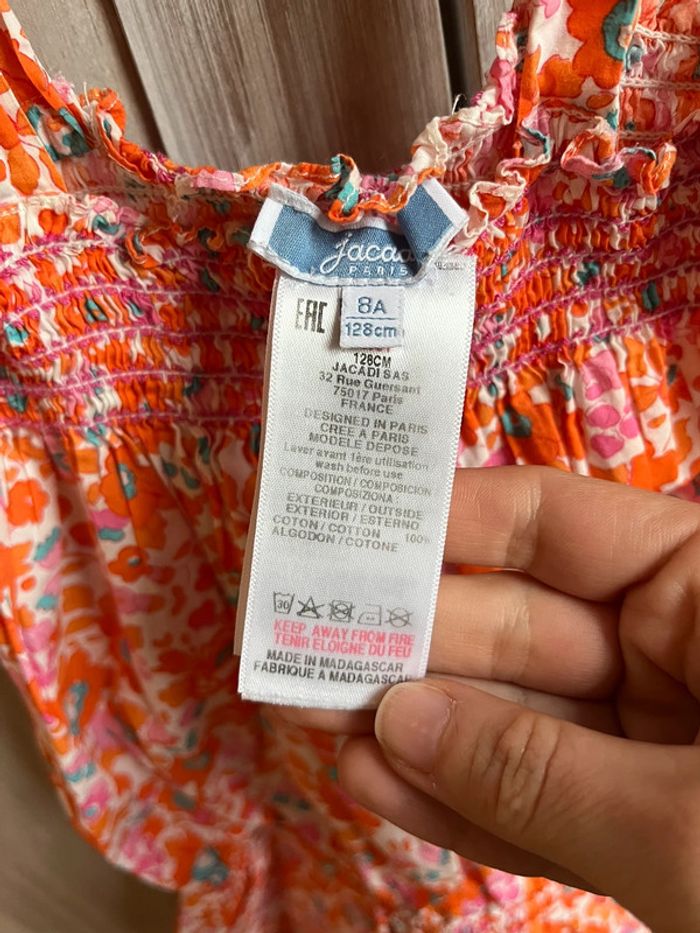 Jacadi
PARIS
EAC
8A
128cm
128CM
JACADI SAS
32 Rue Guersant
75017 Paris
FRANCE
DESIGNED IN PARIS
CREE A PARIS
MODELE DEPOSE
Laver avant 1ère utilisation
wash before use
COMPOSITION / COMPOSICION
COMPOSIZIONA :
EXTERIEUR / OUTSIDE
EXTERIOR / ESTERNO
COTON / COTTON 100%
ALGODON / COTONE
30
KEEP AWAY FROM FIRE
TENIR ELOIGNE DU FEU
MADE IN MADAGASCAR
FABRIQUE A MADAGASCAR